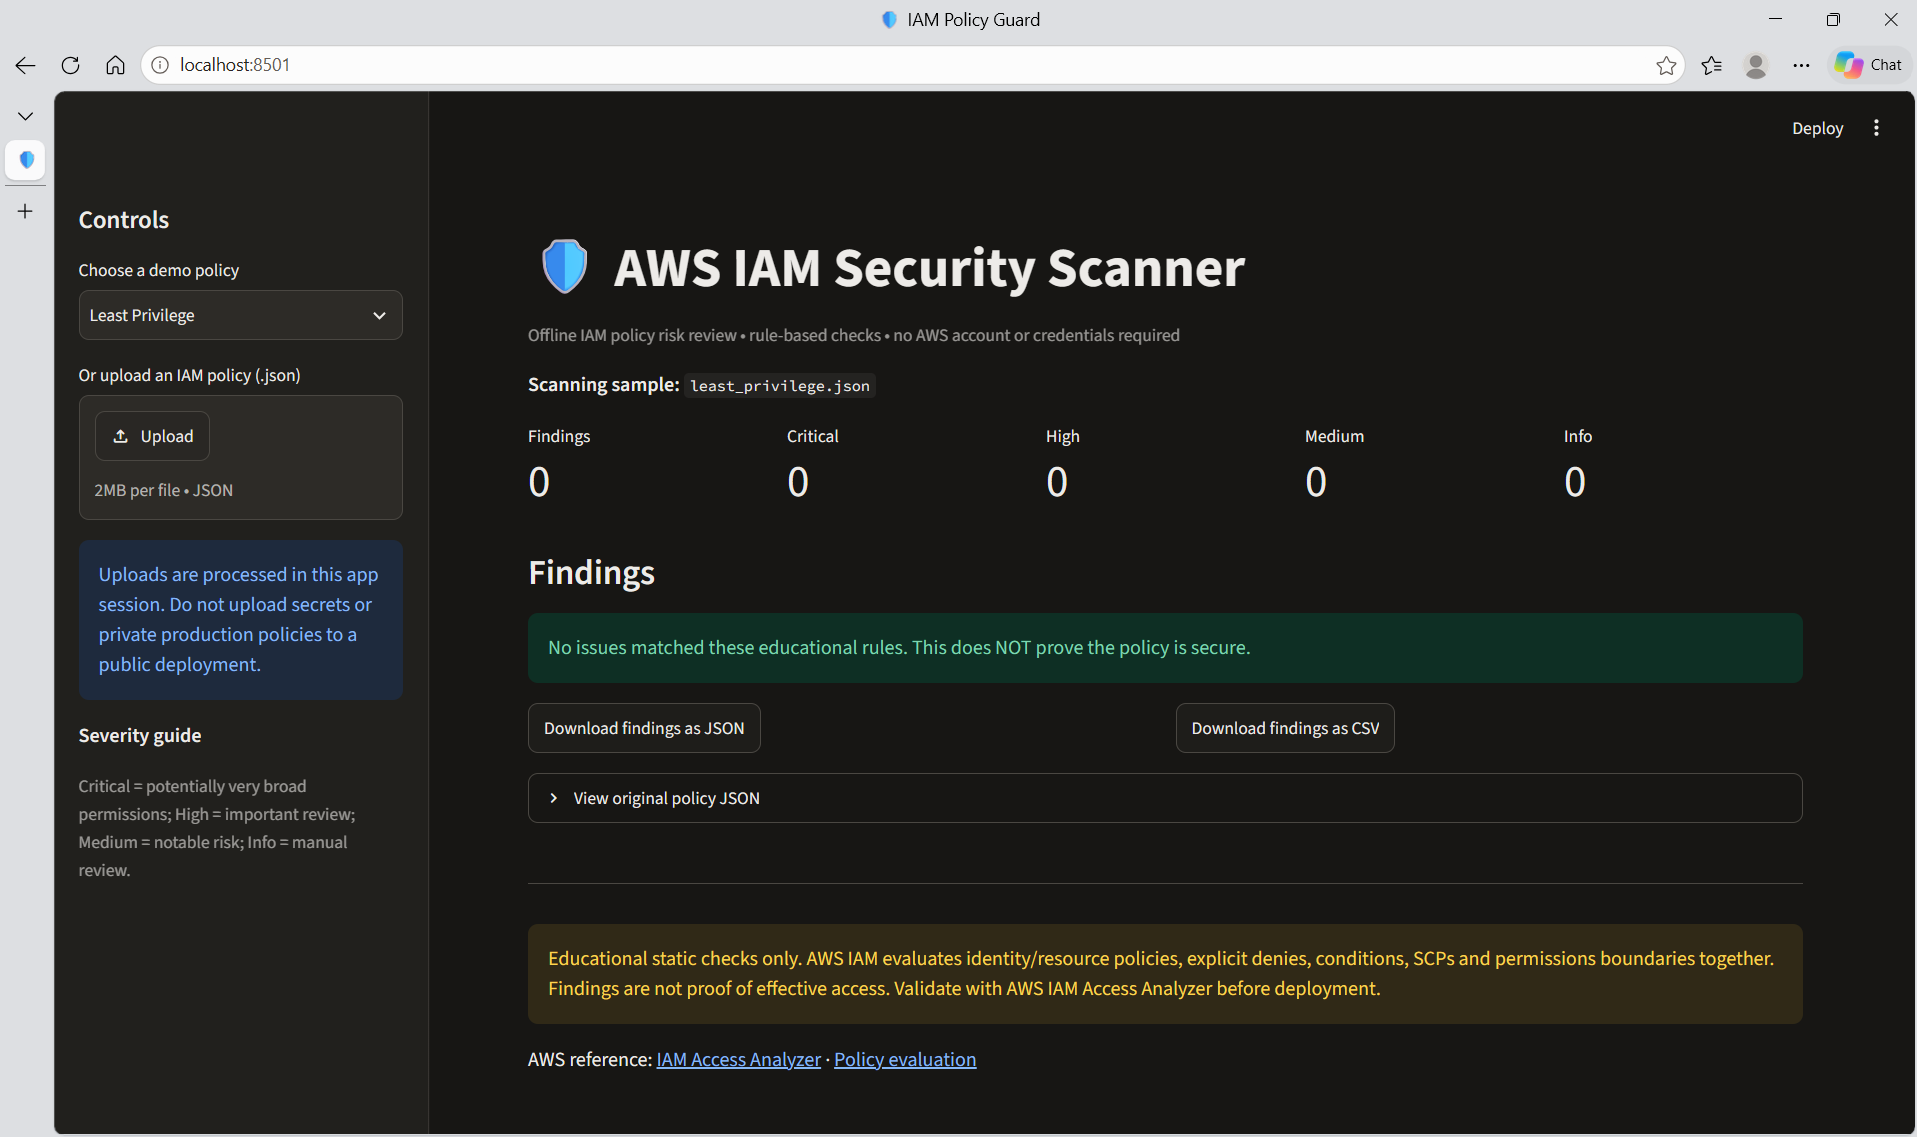 IAM Policy Guard
localhost:8501
Chat
Deploy
Controls
Choose a demo policy
Least Privilege
Or upload an IAM policy (.json)
Upload
2MB per file • JSON
Uploads are processed in this app
session. Do not upload secrets or
private production policies to a
public deployment.
Severity guide
Critical = potentially very broad
permissions; High = important review;
Medium = notable risk; Info = manual
review.
AWS IAM Security Scanner
Offline IAM policy risk review • rule-based checks • no AWS account or credentials required
Scanning sample: least_privilege.json
Findings Critical High Medium Info
0 0 0 0 0
Findings
No issues matched these educational rules. This does NOT prove the policy is secure.
Download findings as JSON Download findings as CSV
View original policy JSON
Educational static checks only. AWS IAM evaluates identity/resource policies, explicit denies, conditions, SCPs and permissions boundaries together.
Findings are not proof of effective access. Validate with AWS IAM Access Analyzer before deployment.
AWS reference: IAM Access Analyzer · Policy evaluation